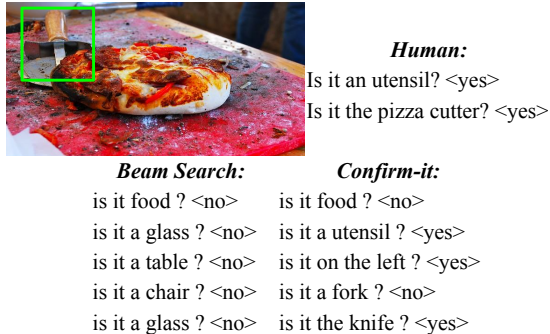 Human:
Is it an utensil? <yes>
Is it the pizza cutter? <yes>
Beam Search:
is it food ? <no>
is it a glass ? <no>
is it a table ? <no>
is it a chair ? <no>
is it a glass ? <no>
Confirm-it:
is it food ? <no>
is it a utensil ? <yes>
is it on the left ? <yes>
is it a fork ? <no>
is it the knife ? <yes>